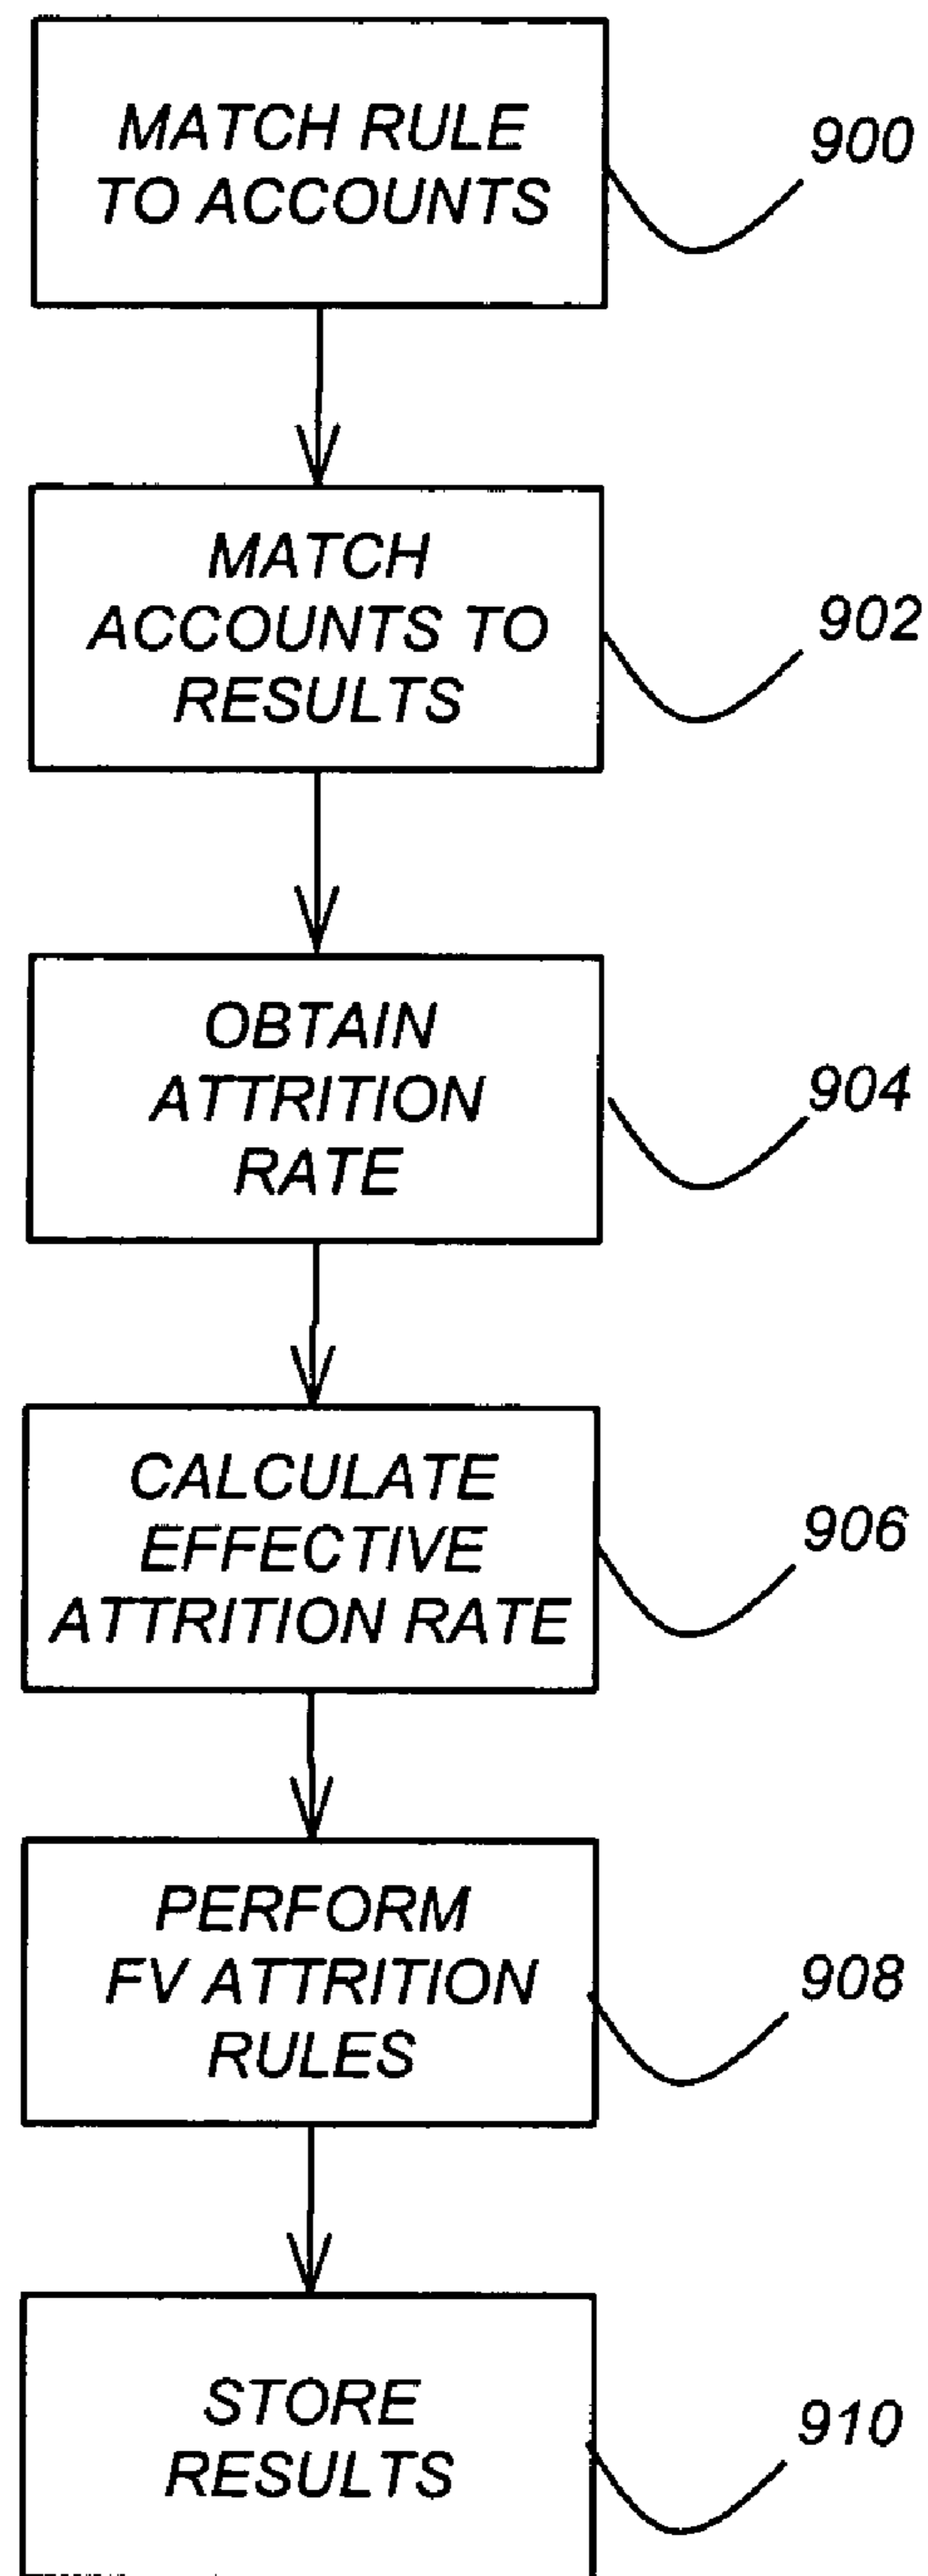 MATCH RULE
TO ACCOUNTS
900
MATCH
ACCOUNTS TO
RESULTS
902
OBTAIN
ATTRITION
RATE
904
CALCULATE
EFFECTIVE
ATTRITION RATE
906
PERFORM
FV ATTRITION
RULES
908
STORE
RESULTS
910